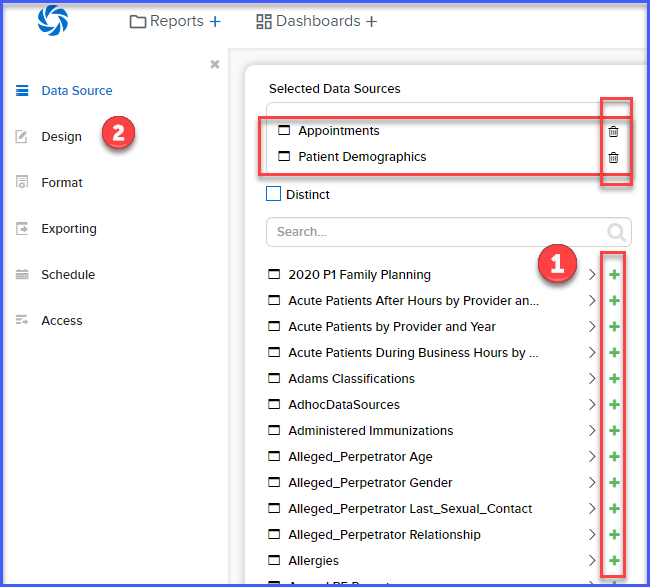 Reports +
Dashboards +
Data Source
Design
2
Format
Exporting
Schedule
Access
Selected Data Sources
Appointments
Patient Demographics
Distinct
Search...
1
2020 P1 Family Planning
Acute Patients After Hours by Provider an...
Acute Patients by Provider and Year
Acute Patients During Business Hours by ...
Adams Classifications
AdhocDataSources
Administered Immunizations
Alleged_Perpetrator Age
Alleged_Perpetrator Gender
Alleged_Perpetrator Last_Sexual_Contact
Alleged_Perpetrator Relationship
Allergies